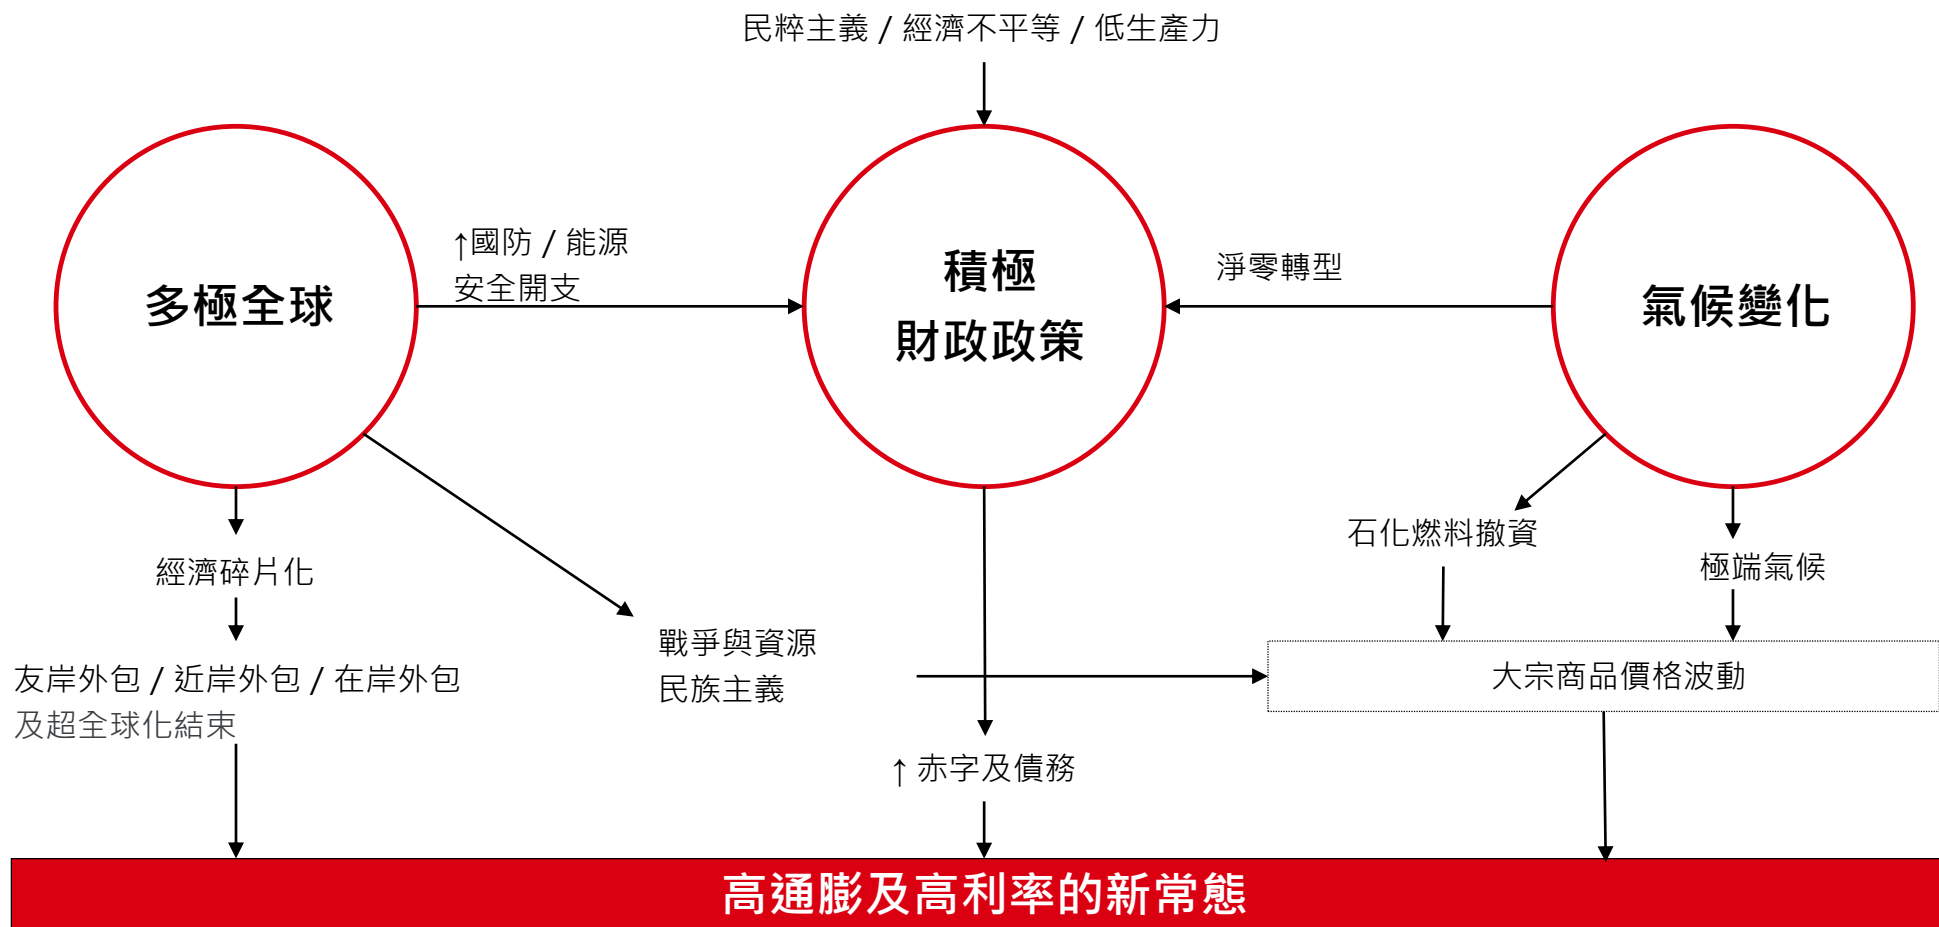 民粹主義 / 經濟不平等 / 低生產力
多極全球
↑國防 / 能源
安全開支
積極
財政政策
淨零轉型
氣候變化
經濟碎片化
友岸外包 / 近岸外包 / 在岸外包
及超全球化結束
戰爭與資源
民族主義
↑ 赤字及債務
石化燃料撤資
極端氣候
大宗商品價格波動
高通膨及高利率的新常態